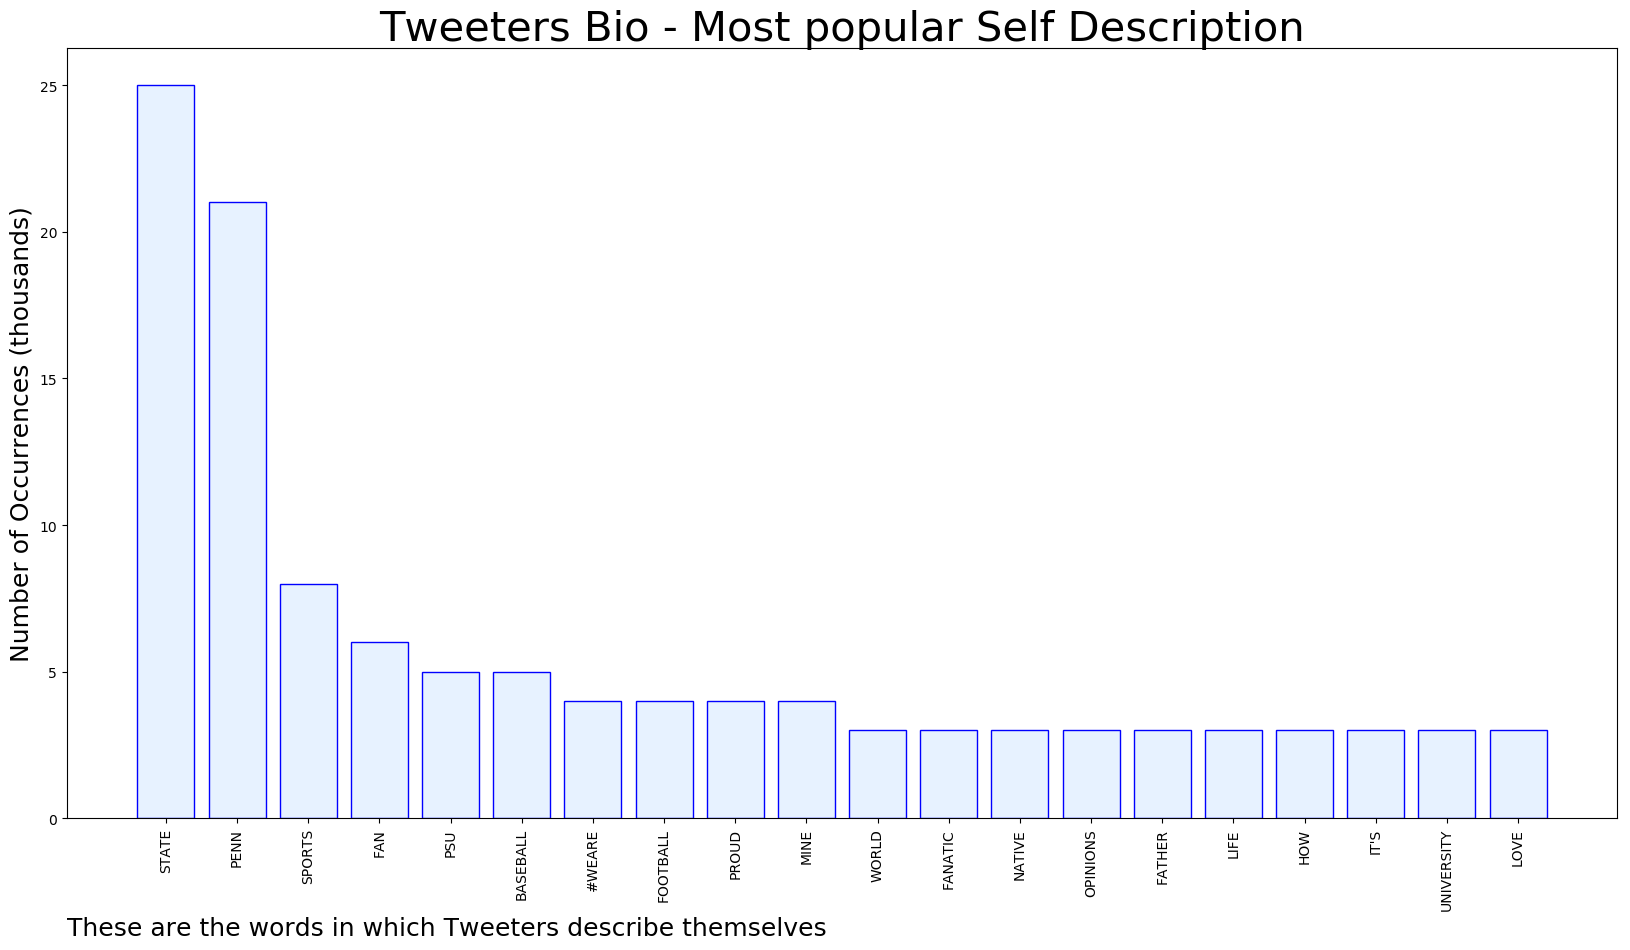 Tweeters Bio - Most popular Self Description
Number of Occurrences (thousands)
25
20
15
10
5
0
STATE
PENN
SPORTS
FAN
PSU
BASEBALL
#WEARE
FOOTBALL
PROUD
MINE
WORLD
FANATIC
NATIVE
OPINIONS
FATHER
LIFE
HOW
IT'S
UNIVERSITY
LOVE
These are the words in which Tweeters describe themselves